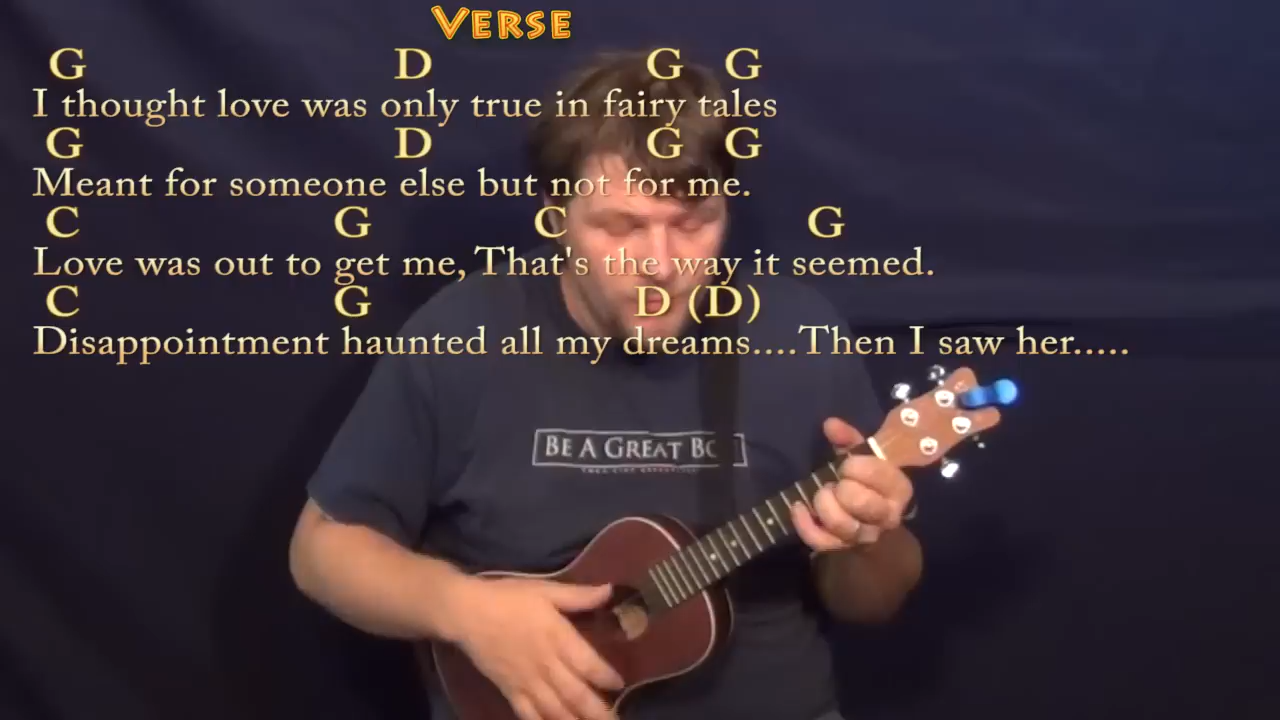 VERSE
G D G G
I thought love was only true in fairy tales
G D G G
Meant for someone else but not for me.
C G C G
Love was out to get me, That's the way it seemed.
C G D (D)
Disappointment haunted all my dreams....Then I saw her.....
BE A GREAT